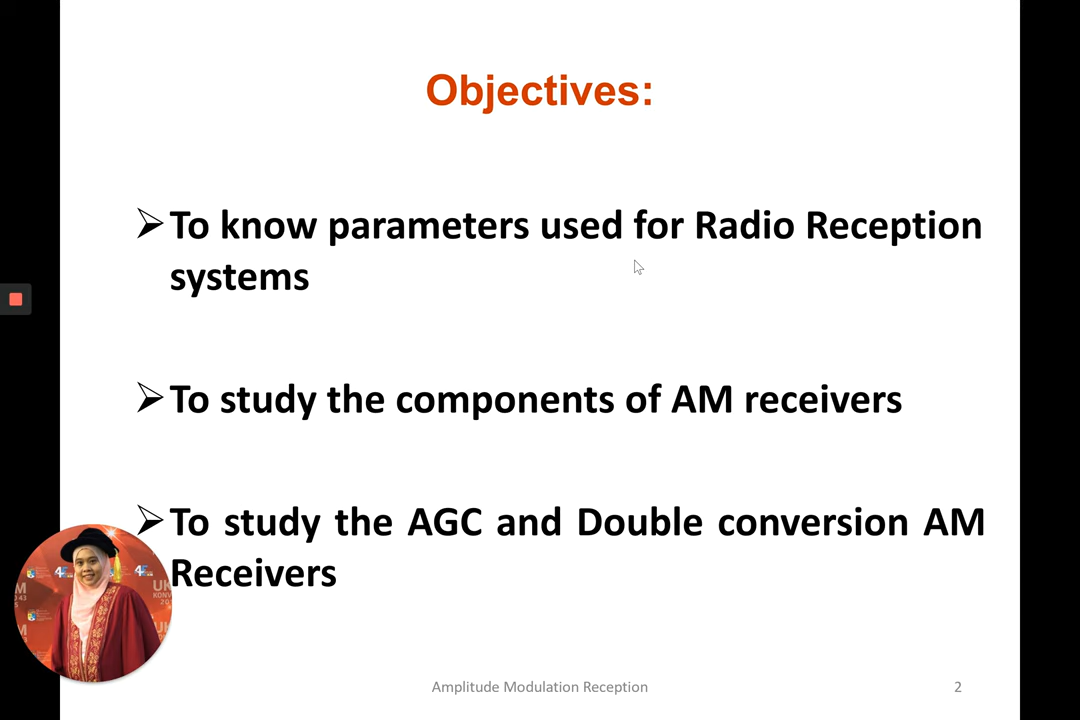 Objectives:
To know parameters used for Radio Reception
systems
To study the components of AM receivers
To study the AGC and Double conversion AM
Receivers
Amplitude Modulation Reception
2